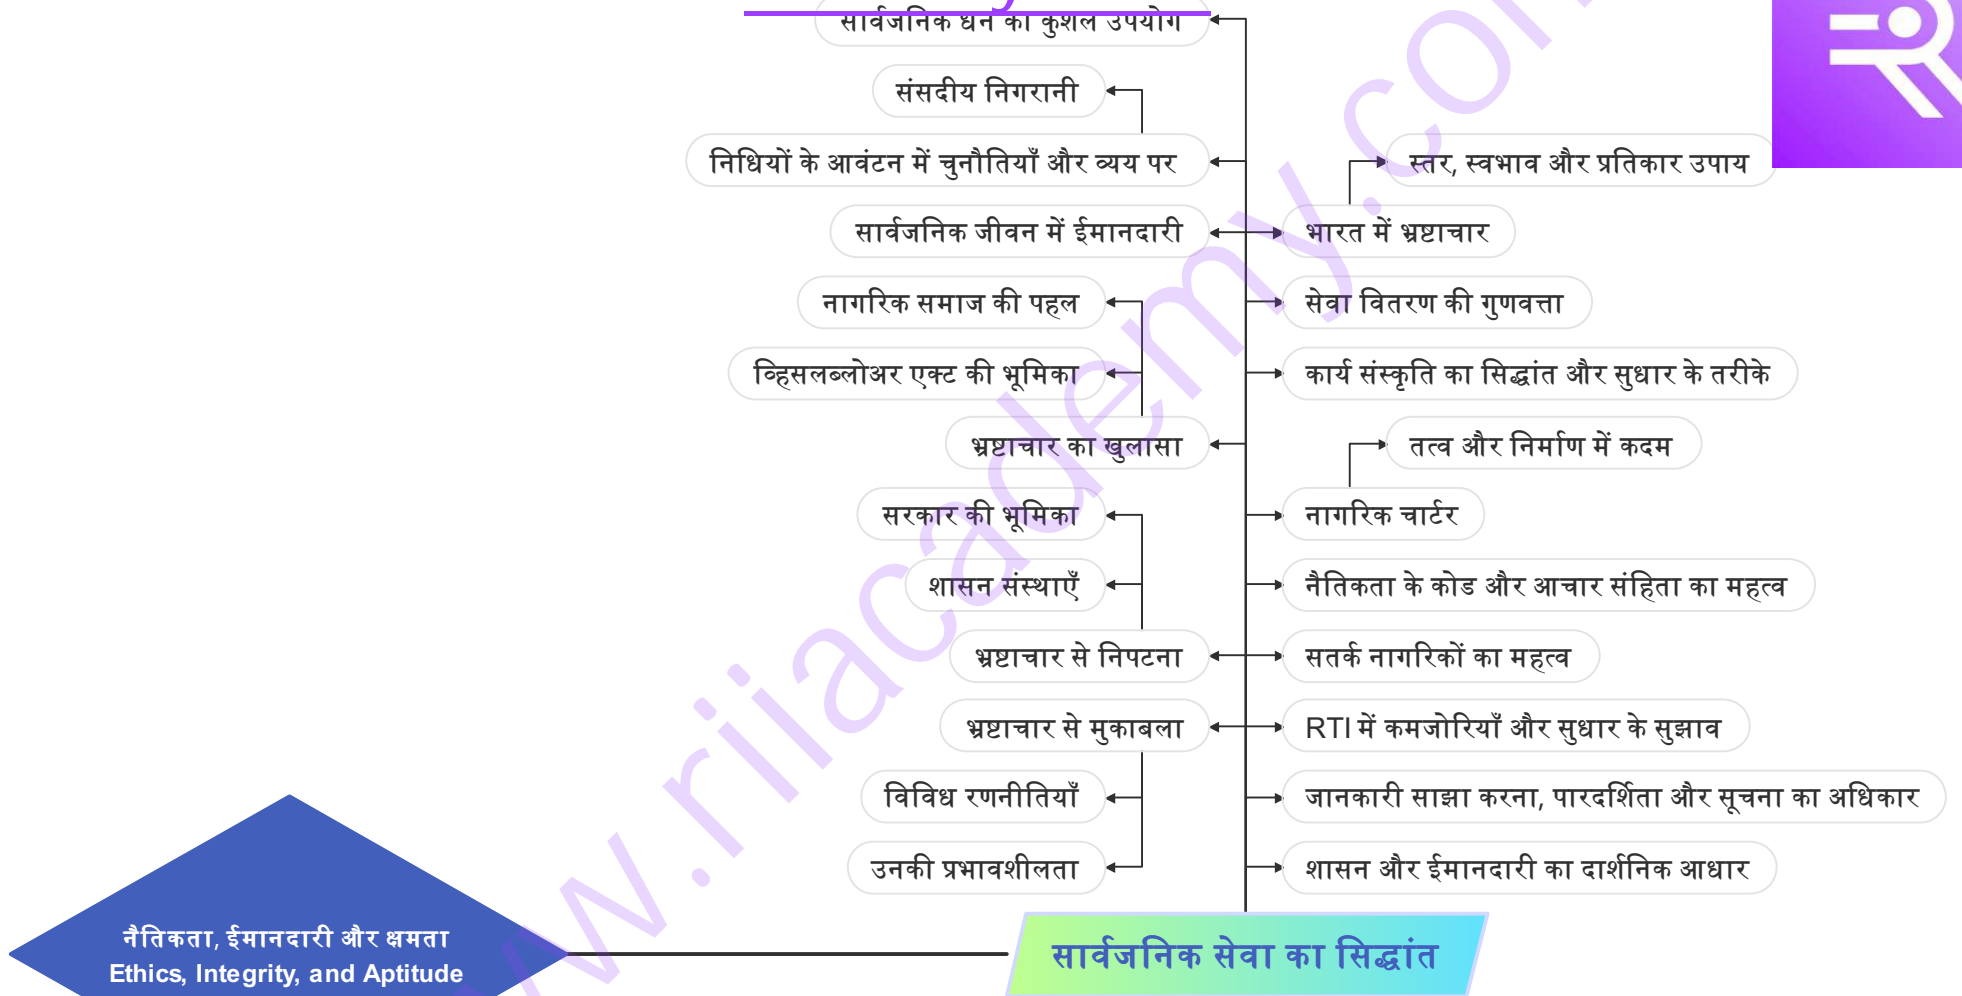 सार्वजनिक धन का कुशल उपयोग
संसदीय निगरानी
निधियों के आवंटन में चुनौतियाँ और व्यय पर
स्तर, स्वभाव और प्रतिकार उपाय
सार्वजनिक जीवन में ईमानदारी
भारत में भ्रष्टाचार
नागरिक समाज की पहल
सेवा वितरण की गुणवत्ता
व्हिसलब्लोअर एक्ट की भूमिका
कार्य संस्कृति का सिद्धांत और सुधार के तरीके
भ्रष्टाचार का खुलासा
तत्व और निर्माण में कदम
सरकार की भूमिका
नागरिक चार्टर
शासन संस्थाएँ
नैतिकता के कोड और आचार संहिता का महत्व
भ्रष्टाचार से निपटना
सतर्क नागरिकों का महत्व
भ्रष्टाचार से मुकाबला
RTI में कमजोरियाँ और सुधार के सुझाव
विविध रणनीतियाँ
जानकारी साझा करना, पारदर्शिता और सूचना का अधिकार
उनकी प्रभावशीलता
शासन और ईमानदारी का दार्शनिक आधार
नैतिकता, ईमानदारी और क्षमता
Ethics, Integrity, and Aptitude
सार्वजनिक सेवा का सिद्धांत